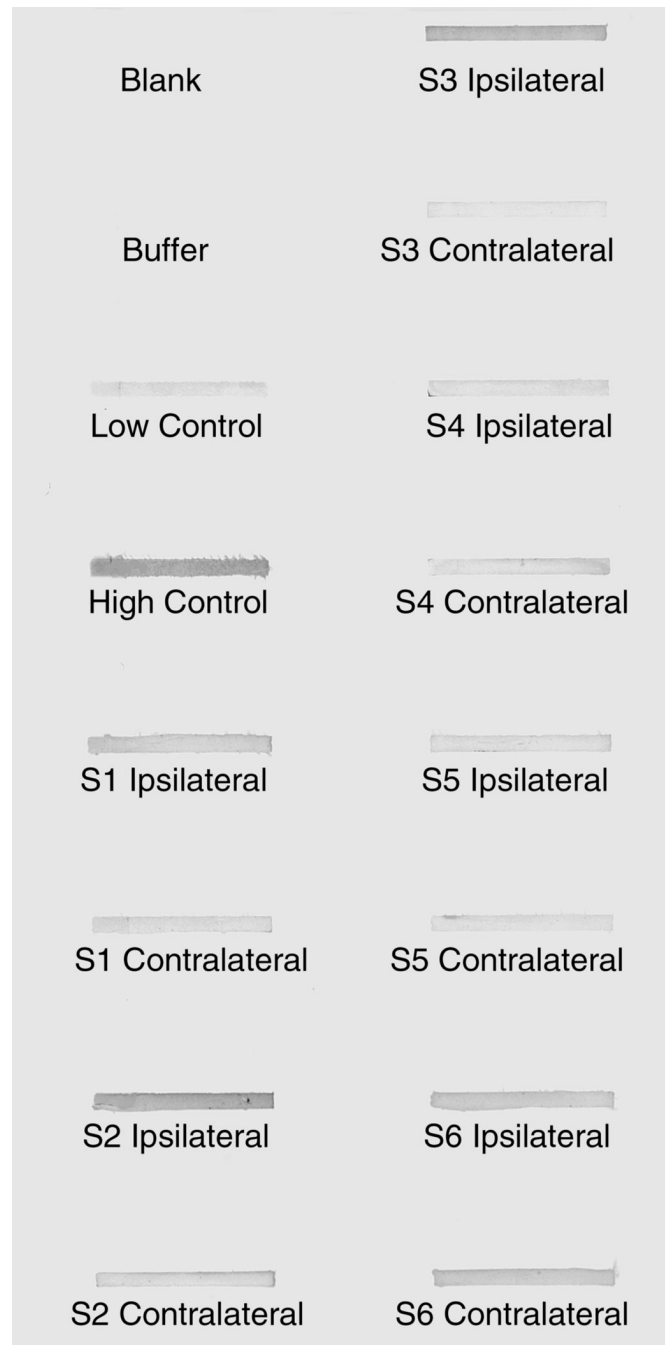 Blank
Buffer
Low Control
High Control
S1 Ipsilateral
S1 Contralateral
S2 Ipsilateral
S2 Contralateral
S3 Ipsilateral
S3 Contralateral
S4 Ipsilateral
S4 Contralateral
S5 Ipsilateral
S5 Contralateral
S6 Ipsilateral
S6 Contralateral